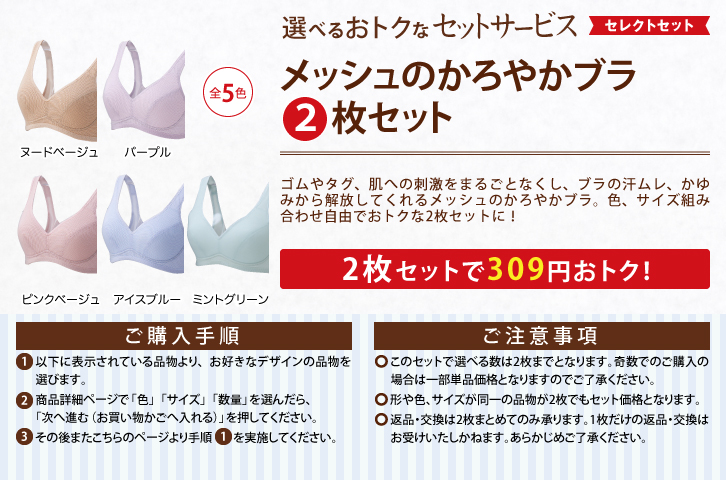 選べるおトクなセットサービス
セレクトセット
メッシュのかろやかブラ
2枚セット
全5色
ヌードベージュ
パープル
ピンクベージュ
アイスブルー
ミントグリーン
ゴムやタグ、肌への刺激をまるごとなくし、ブラの汗ムレ、かゆ
みから解放してくれるメッシュのかろやかブラ。色、サイズ組み
合わせ自由でおトクな2枚セットに！
2枚セットで309円おトク！
ご購入手順
1 以下に表示されている品物より、お好きなデザインの品物を
選びます。
2 商品詳細ページで「色」「サイズ」「数量」を選んだら、
「次へ進む（お買い物かごへ入れる）」を押してください。
3 その後またこちらのページより手順1を実施してください。
ご注意事項
○ このセットで選べる数は2枚までとなります。奇数でのご購入の
場合は一部単品価格となりますのでご了承ください。
○ 形や色、サイズが同一の品物が2枚でもセット価格となります。
○ 返品・交換は2枚まとめてのみ承ります。1枚だけの返品・交換は
お受けいたしかねます。あらかじめご了承ください。